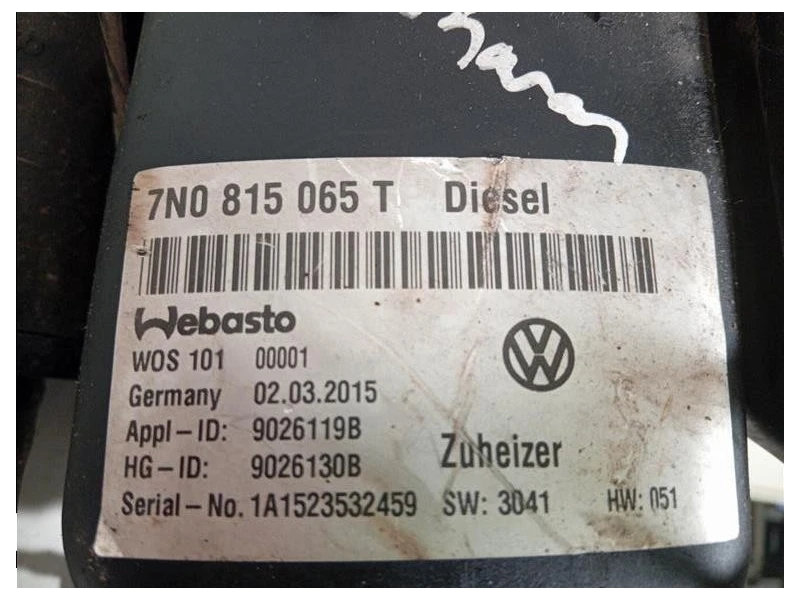 7N0 815 065 T Diesel
Webasto
WOS 101 00001
Germany 02.03.2015
Appl-ID: 9026119B
HG-ID: 9026130B
Zuheizer
Serial-No. 1A1523532459 SW: 3041 HW: 051